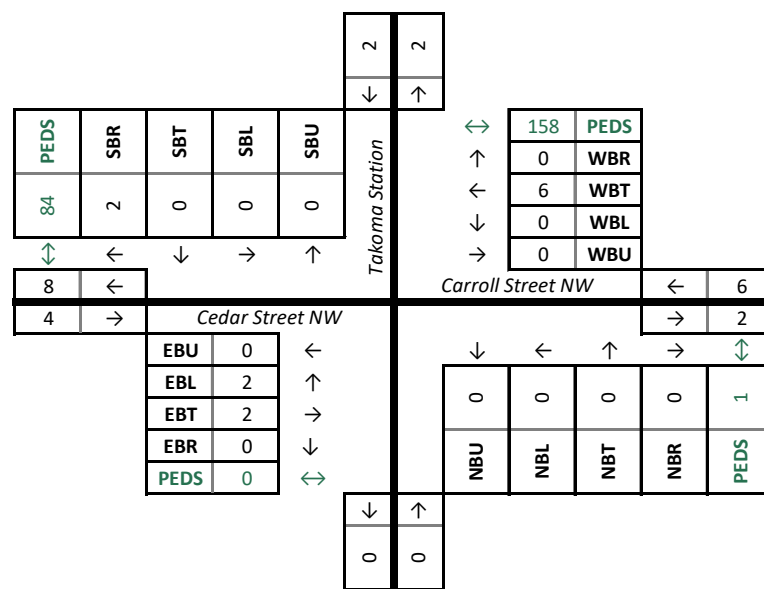 2 2
↓ ↑
PEDS SBR SBT SBL SBU
84 2 0 0 0
↕ ← ↓ → ↑
Takoma Station
↔ 158 PEDS
↑ 0 WBR
← 6 WBT
↓ 0 WBL
→ 0 WBU
8 ←
4 →
Carroll Street NW
← 6
→ 2
Cedar Street NW
EBU 0 ←
EBL 2 ↑
EBT 2 →
EBR 0 ↓
PEDS 0 ↔
↓ ← ↑ → ↕
0 0 0 0 1
NBU NBL NBT NBR PEDS
↓ ↑
0 0